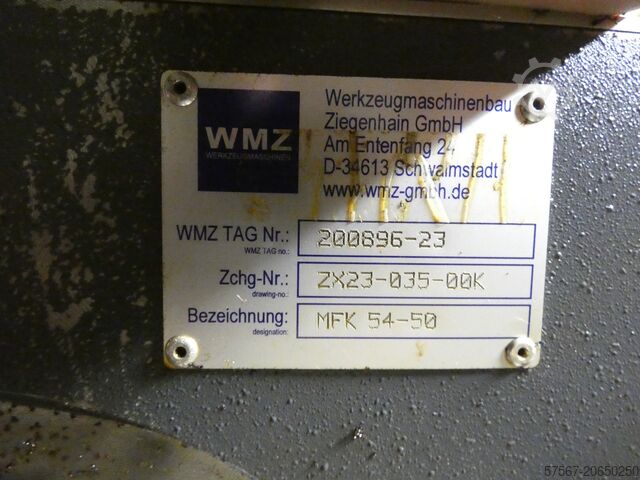 WMZ
WERKZEUGMASCHINEN
Werkzeugmaschinenbau
Ziegenhain GmbH
Am Entenfang 24
D-34613 Schwalmstadt
www.wmz-gmbh.de
WMZ TAG Nr.: 200896-23
WMZ TAG no.:
Zchg-Nr.: ZX23-035-00K
drawing-no.:
Bezeichnung: MFK 54-50
designation:
57567-20650250